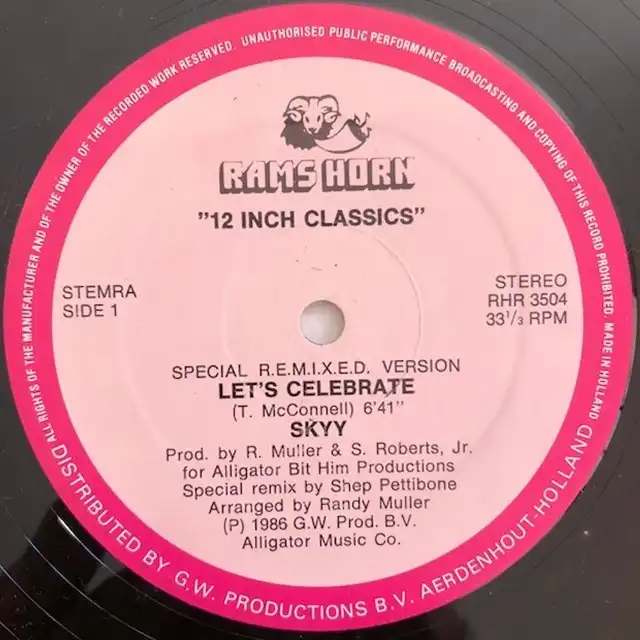 ALL RIGHTS OF THE MANUFACTURER AND OF THE OWNER OF THE RECORDED WORK RESERVED. UNAUTHORISED PUBLIC PERFORMANCE BROADCASTING AND COPYING OF THIS RECORD PROHIBITED. MADE IN HOLLAND
RAMS HORN
"12 INCH CLASSICS"
STEMRA
SIDE 1
STEREO
RHR 3504
33 1/3 RPM
SPECIAL R.E.M.I.X.E.D. VERSION
LET'S CELEBRATE
(T. McConnell) 6'41"
SKYY
Prod. by R. Muller & S. Roberts, Jr.
for Alligator Bit Him Productions
Special remix by Shep Pettibone
Arranged by Randy Muller
(P) 1986 G.W. Prod. B.V.
Alligator Music Co.
DISTRIBUTED BY G.W. PRODUCTIONS B.V. AERDENHOUT-HOLLAND